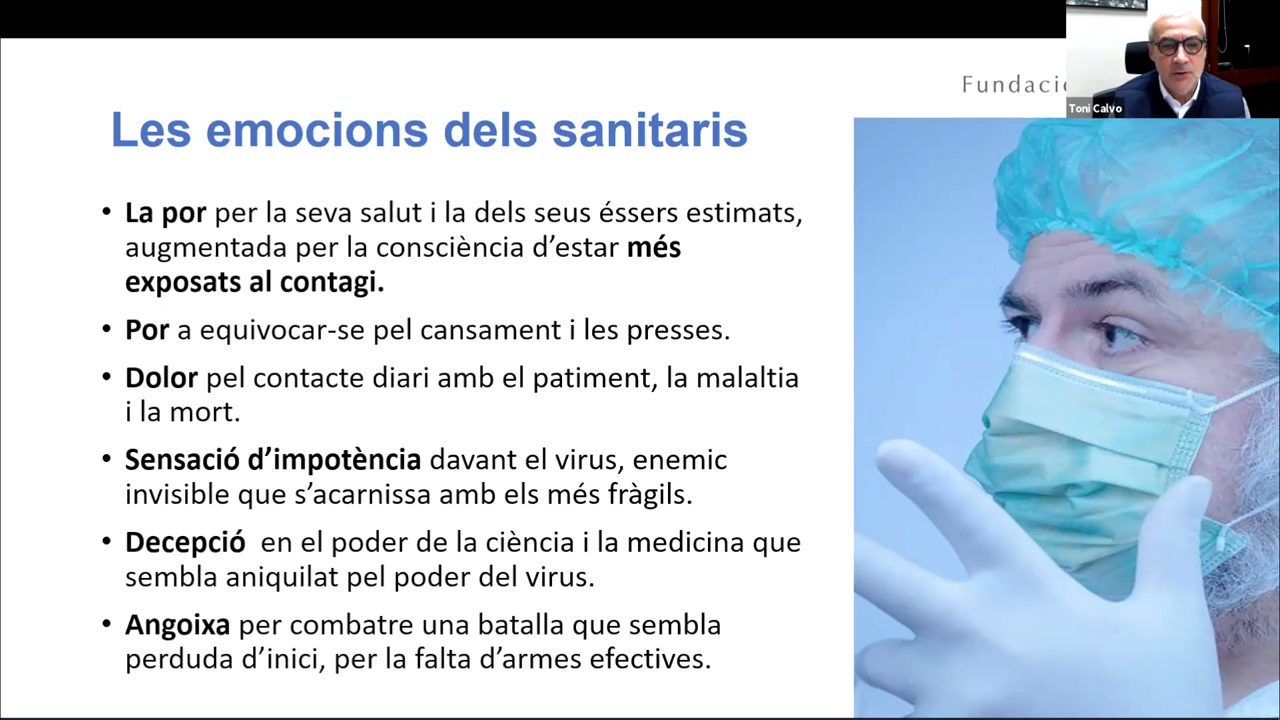 Fundació
Toni Calvo
Les emocions dels sanitaris
• La por per la seva salut i la dels seus éssers estimats,
augmentada per la consciència d’estar més
exposats al contagi.
• Por a equivocar-se pel cansament i les presses.
• Dolor pel contacte diari amb el patiment, la malaltia
i la mort.
• Sensació d’impotència davant el virus, enemic
invisible que s’acarnissa amb els més fràgils.
• Decepció en el poder de la ciència i la medicina que
sembla aniquilat pel poder del virus.
• Angoixa per combatre una batalla que sembla
perduda d’inici, per la falta d’armes efectives.